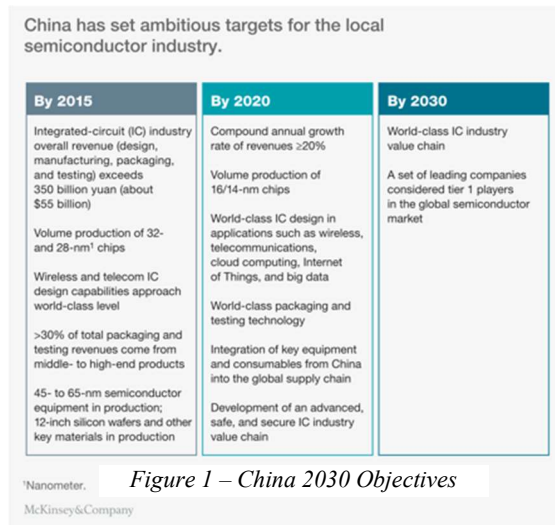 China has set ambitious targets for the local
semiconductor industry.
By 2015
Integrated-circuit (IC) industry
overall revenue (design,
manufacturing, packaging,
and testing) exceeds
350 billion yuan (about
$55 billion)
Volume production of 32-
and 28-nm¹ chips
Wireless and telecom IC
design capabilities approach
world-class level
>30% of total packaging and
testing revenues come from
middle- to high-end products
45- to 65-nm semiconductor
equipment in production;
12-inch silicon wafers and other
key materials in production
By 2020
Compound annual growth
rate of revenues ≥20%
Volume production of
16/14-nm chips
World-class IC design in
applications such as wireless,
telecommunications,
cloud computing, Internet
of Things, and big data
World-class packaging and
testing technology
Integration of key equipment
and consumables from China
into the global supply chain
Development of an advanced,
safe, and secure IC industry
value chain
By 2030
World-class IC industry
value chain
A set of leading companies
considered tier 1 players
in the global semiconductor
market
¹Nanometer.
Figure 1 – China 2030 Objectives
McKinsey&Company